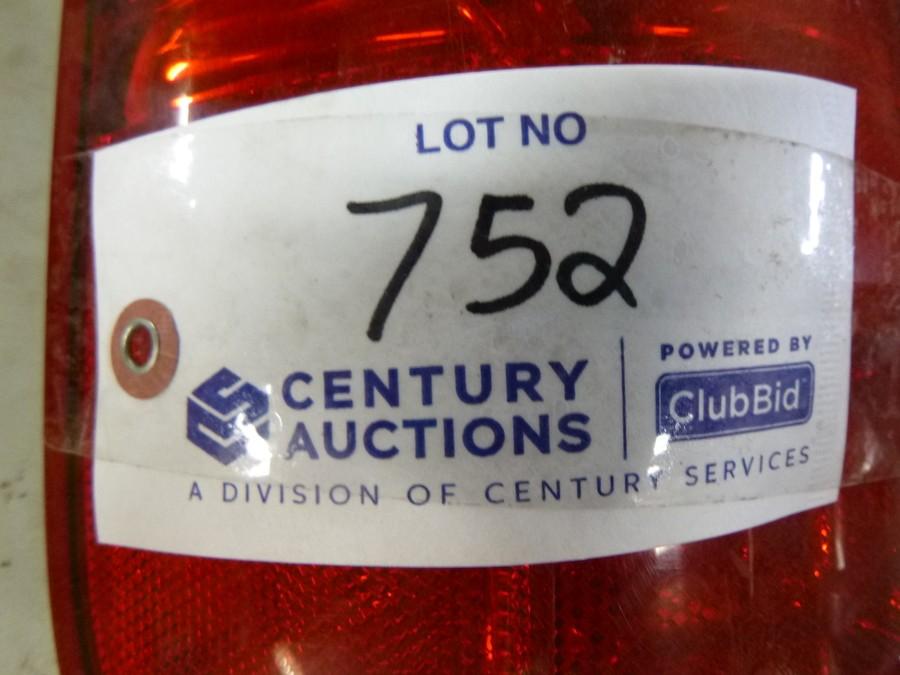 LOT NO
752
CENTURY
AUCTIONS
POWERED BY
ClubBid
A DIVISION OF CENTURY SERVICES